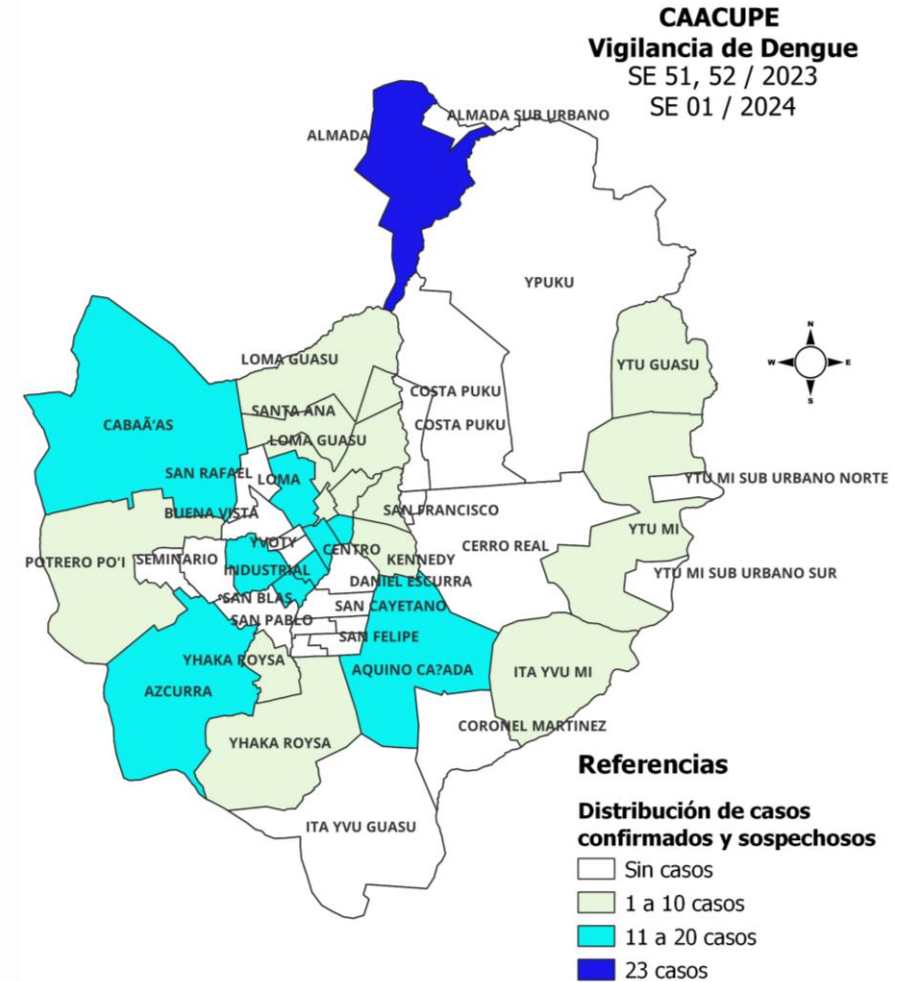 CAACUPE
Vigilancia de Dengue
SE 51, 52 / 2023
SE 01 / 2024
ALMADA SUB URBANO
ALMADA
YPUKU
N
W
E
S
LOMA GUASU
YTU GUASU
COSTA PUKU
SANTA ANA
CABAÃ'AS
COSTA PUKU
LOMA GUASU
SAN RAFAEL
LOMA
YTU MI SUB URBANO NORTE
BUENA VISTA
SAN FRANCISCO
YTU MI
YVOTY
CENTRO
CERRO REAL
POTRERO PO'I
SEMINARIO
KENNEDY
INDUSTRIAL
YTU MI SUB URBANO SUR
DANIEL ESCURRA
SAN BLAS
SAN CAYETANO
SAN PABLO
SAN FELIPE
YHAKA ROYSA
AQUINO CA?ADA
ITA YVU MI
AZCURRA
CORONEL MARTINEZ
YHAKA ROYSA
ITA YVU GUASU
Referencias
Distribución de casos
confirmados y sospechosos
Sin casos
1 a 10 casos
11 a 20 casos
23 casos